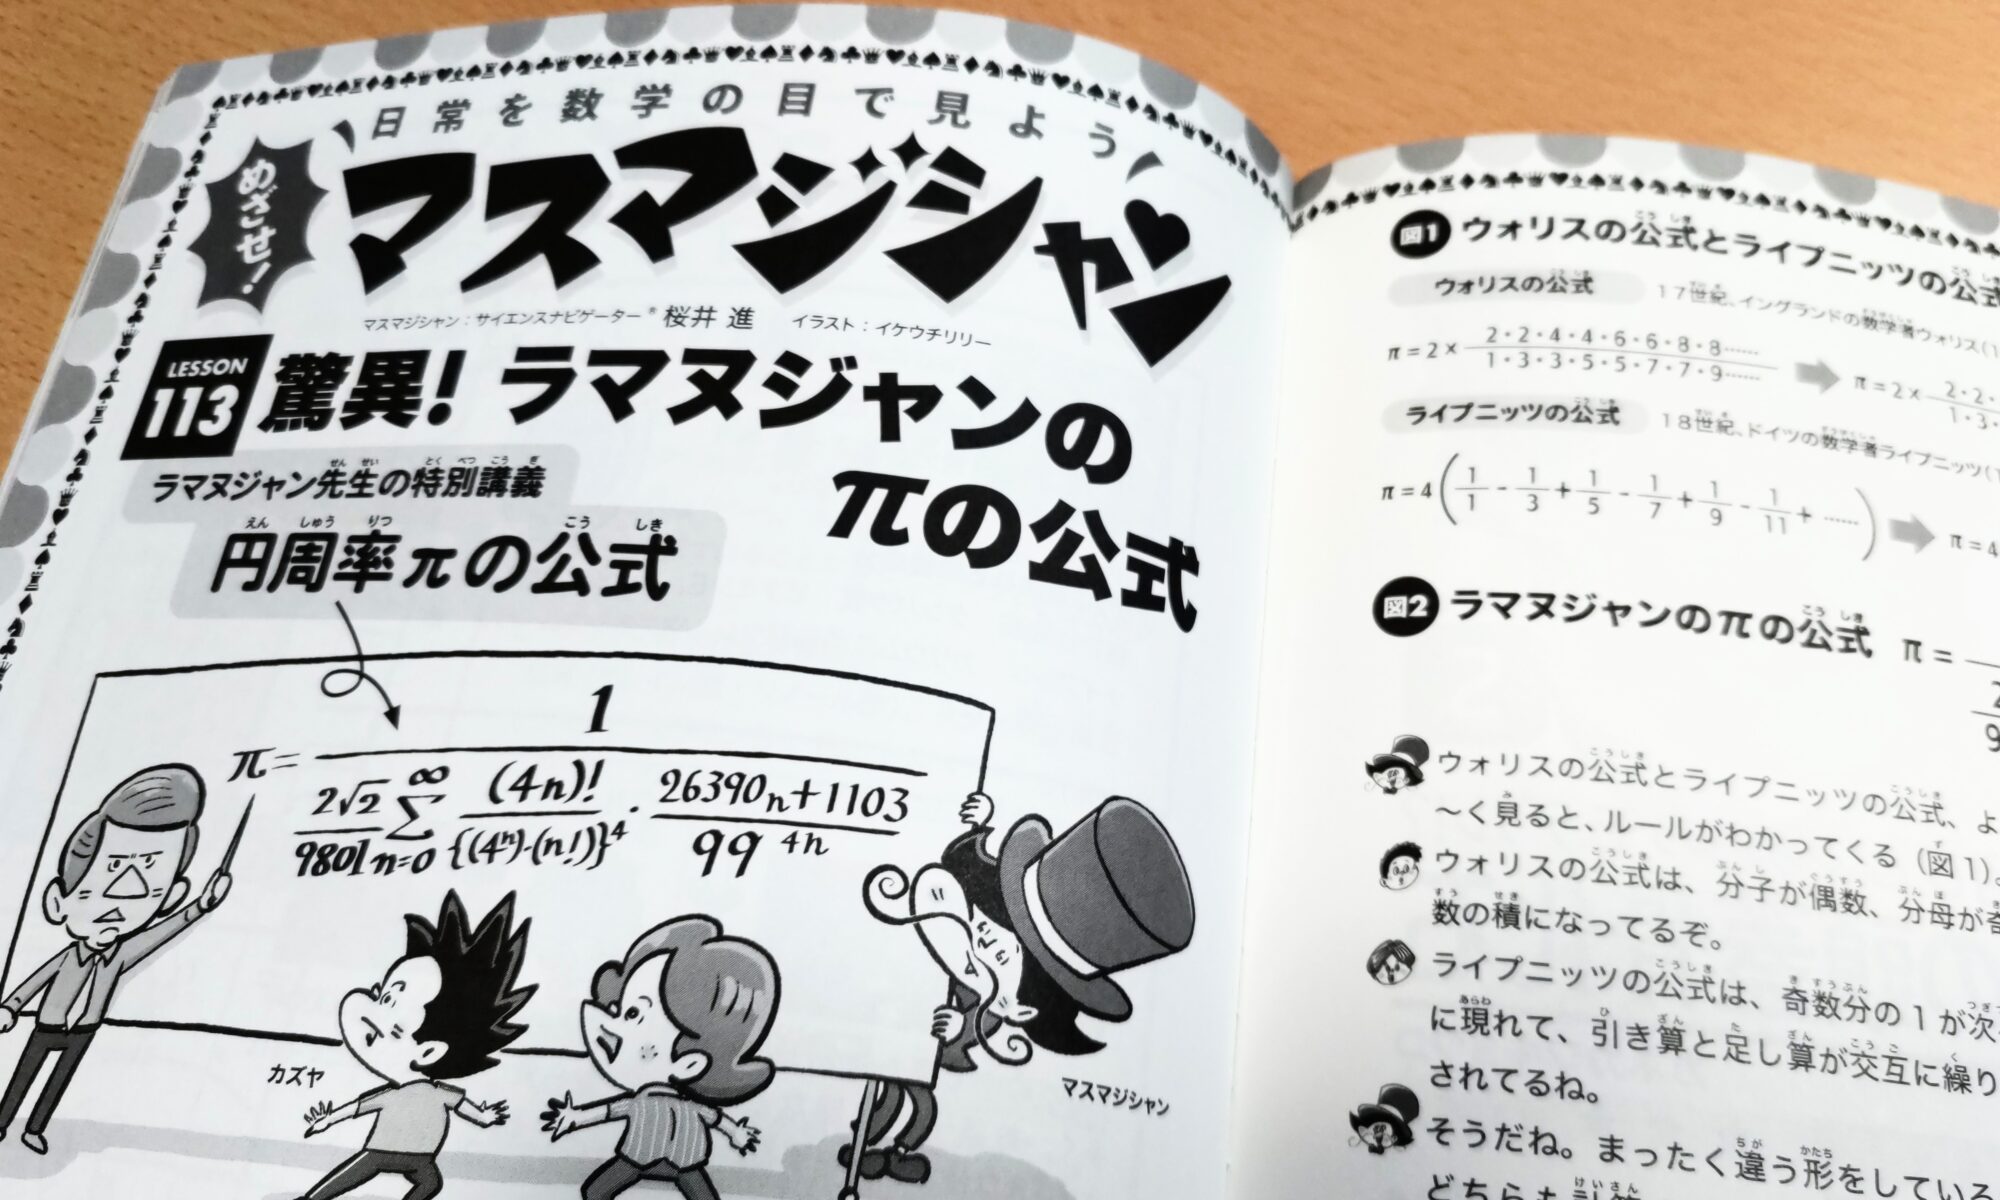 日常を数学の目で見よう
めざせ!
マスマジシャン
マスマジシャン:サイエンスナビゲーター®桜井 進 イラスト:イケウチリリー
LESSON
113
驚異! ラマヌジャンの
πの公式
ラマヌジャン先生の特別講義
円周率πの公式
π= 1
2√2 ∞ (4n)! 26390n+1103
9801 Σ n=0 {(4ⁿ)·(n!)}⁴ · 99⁴ⁿ
カズヤ
マスマジシャン
図1 ウォリスの公式とライプニッツの公式
ウォリスの公式 17世紀、イングランドの数学者ウォリス(1
π=2× 2・2・4・4・6・6・8・8…… π=2× 2・2・
1・3・3・5・5・7・7・9…… 1・3・
ライプニッツの公式 18世紀、ドイツの数学者ライプニッツ(1
π=4(1/1 - 1/3 + 1/5 - 1/7 + 1/9 - 1/11 + ……) π=4
図2 ラマヌジャンのπの公式 π=
ウォリスの公式とライプニッツの公式、よ
〜く見ると、ルールがわかってくる(図1)。
ウォリスの公式は、分子が偶数、分母が奇
数の積になってるぞ。
ライプニッツの公式は、奇数分の1が次
に現れて、引き算と足し算が交互に繰り
されてるね。
そうだね。まったく違う形をしている
どちらも計算